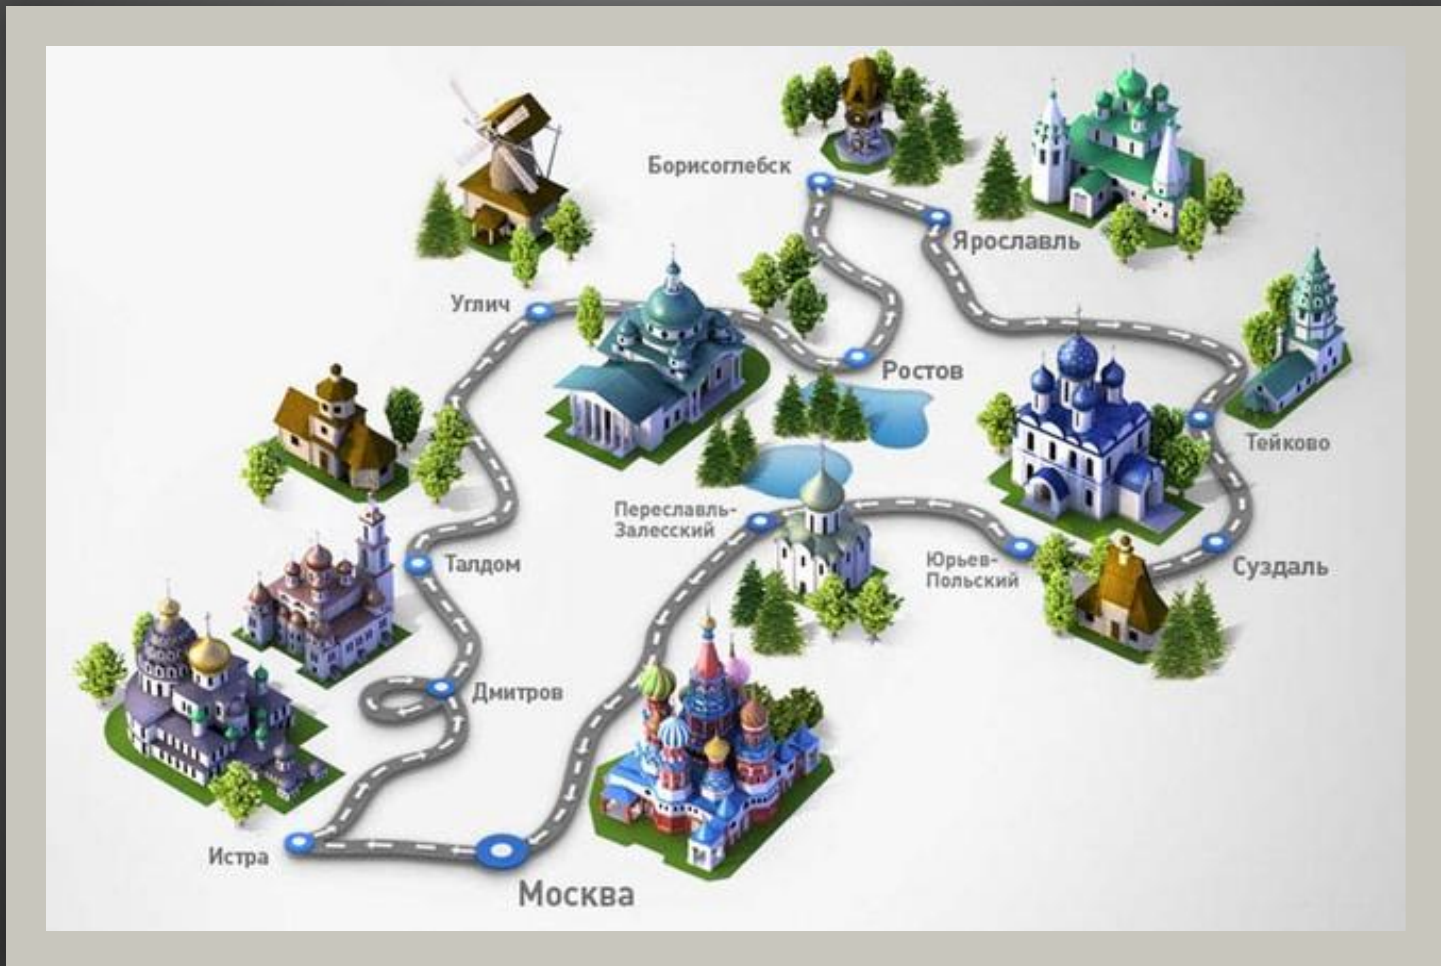 Борисоглебск
Ярославль
Углич
Ростов
Тейково
Переславль-
Залесский
Юрьев-
Польский
Суздаль
Талдом
Дмитров
Истра
Москва